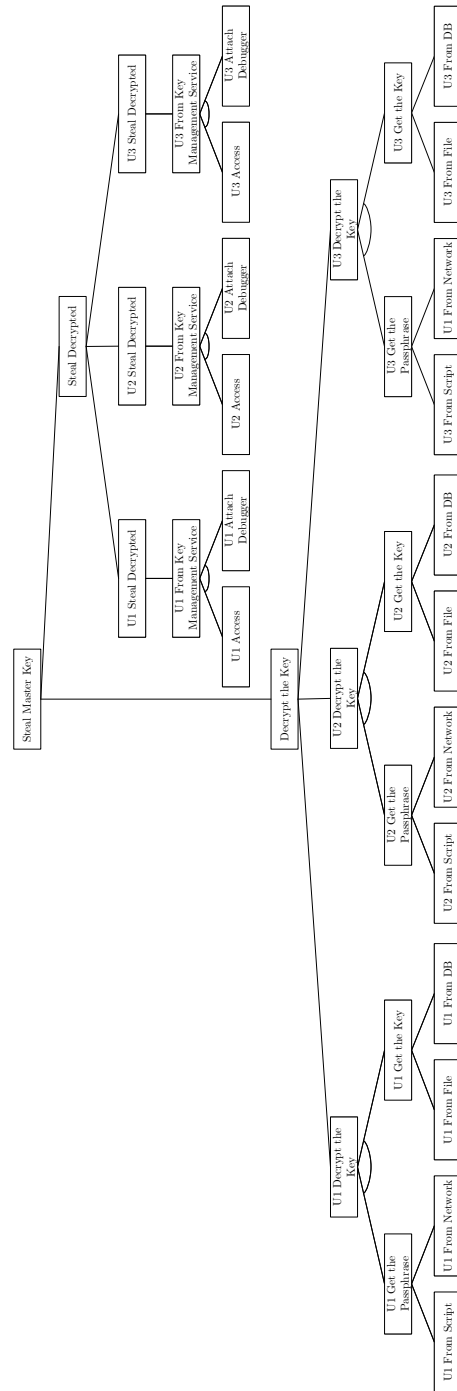 Steal Master Key
Steal Decrypted
U1 Steal Decrypted
U2 Steal Decrypted
U3 Steal Decrypted
U1 From Key
Management Service
U2 From Key
Management Service
U3 From Key
Management Service
U1 Access
U1 Attach
Debugger
U2 Access
U2 Attach
Debugger
U3 Access
U3 Attach
Debugger
Decrypt the Key
U1 Decrypt the
Key
U2 Decrypt the
Key
U3 Decrypt the
Key
U1 Get the
Passphrase
U1 Get the Key
U2 Get the
Passphrase
U2 Get the Key
U3 Get the
Passphrase
U3 Get the Key
U1 From Script
U1 From Network
U1 From File
U1 From DB
U2 From Script
U2 From Network
U2 From File
U2 From DB
U3 From Script
U1 From Network
U3 From File
U3 From DB